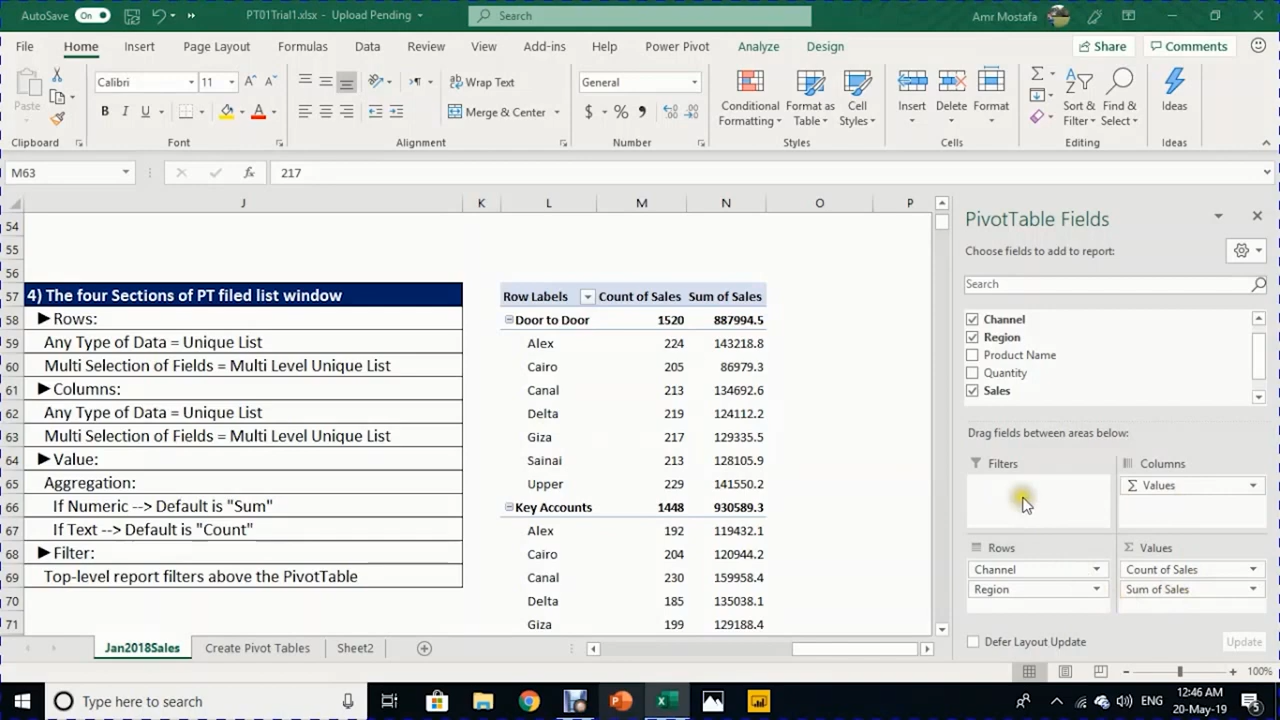 AutoSave On PT01Trial1.xlsx - Upload Pending Search Amr Mostafa
File Home Insert Page Layout Formulas Data Review View Add-ins Help Power Pivot Analyze Design Share Comments
Paste Calibri 11 Wrap Text General Conditional Formatting Format as Table Cell Styles Insert Delete Format Sort & Filter Find & Select Ideas
B I U Merge & Center $ %
Clipboard Font Alignment Number Styles Cells Editing Ideas
M63 fx 217
J K L M N O P
54
55
56
57 4) The four Sections of PT filed list window Row Labels Count of Sales Sum of Sales
58 ►Rows: Door to Door 1520 887994.5
59 Any Type of Data = Unique List Alex 224 143218.8
60 Multi Selection of Fields = Multi Level Unique List Cairo 205 86979.3
61 ►Columns: Canal 213 134692.6
62 Any Type of Data = Unique List Delta 219 124112.2
63 Multi Selection of Fields = Multi Level Unique List Giza 217 129335.5
64 ►Value: Sainai 213 128105.9
65 Aggregation: Upper 229 141550.2
66 If Numeric --> Default is "Sum" Key Accounts 1448 930589.3
67 If Text --> Default is "Count" Alex 192 119432.1
68 ►Filter: Cairo 204 120944.2
69 Top-level report filters above the PivotTable Canal 230 159958.4
70 Delta 185 135038.1
71 Giza 199 129188.4
PivotTable Fields
Choose fields to add to report:
Search
Channel
Region
Product Name
Quantity
Sales
Drag fields between areas below:
Filters Columns
Σ Values
Rows Σ Values
Channel Count of Sales
Region Sum of Sales
Defer Layout Update Update
Jan2018Sales Create Pivot Tables Sheet2
100%
Type here to search ENG 12:46 AM
20-May-19 5